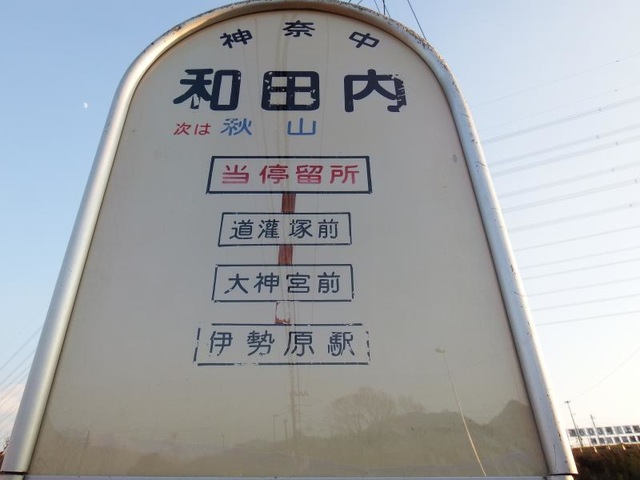 神奈中
和田内
次は 秋山
当停留所
道灌塚前
大神宮前
伊勢原駅